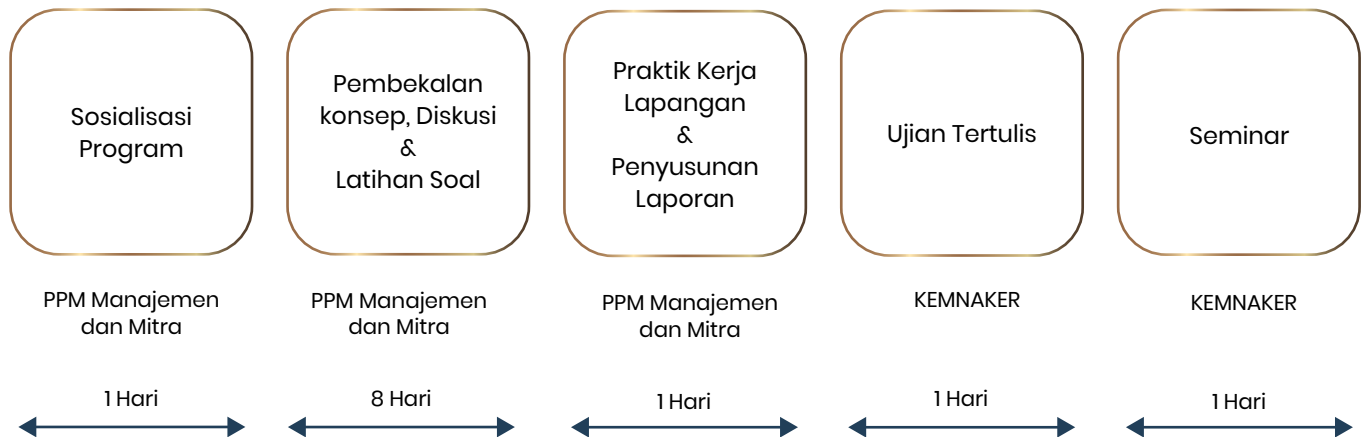 Sosialisasi
Program
Pembekalan
konsep, Diskusi
&
Latihan Soal
Praktik Kerja
Lapangan
&
Penyusunan
Laporan
Ujian Tertulis
Seminar
PPM Manajemen
dan Mitra
PPM Manajemen
dan Mitra
PPM Manajemen
dan Mitra
KEMNAKER
KEMNAKER
1 Hari
8 Hari
1 Hari
1 Hari
1 Hari